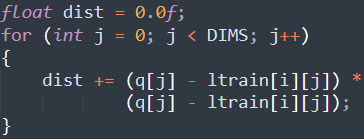 float dist = 0.0f;
for (int j = 0; j < DIMS; j++)
{
    dist += (q[j] - ltrain[i][j]) *
            (q[j] - ltrain[i][j]);
}